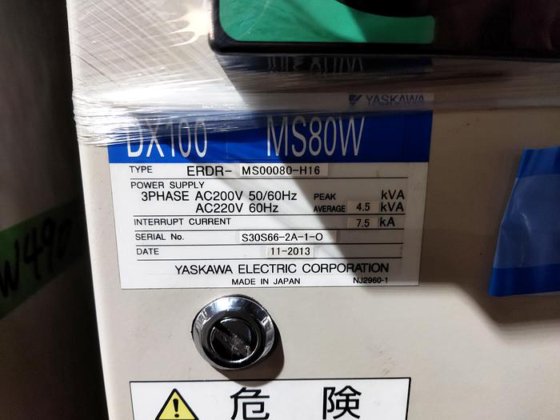 YASKAWA
DX100 MS80W
TYPE ERDR- MS00080-H16
POWER SUPPLY
3PHASE AC200V 50/60Hz PEAK kVA
AC220V 60Hz AVERAGE 4.5 kVA
INTERRUPT CURRENT 7.5 kA
SERIAL No. S30S66-2A-1-O
DATE 11-2013
YASKAWA ELECTRIC CORPORATION
MADE IN JAPAN NJ2960-1
危険